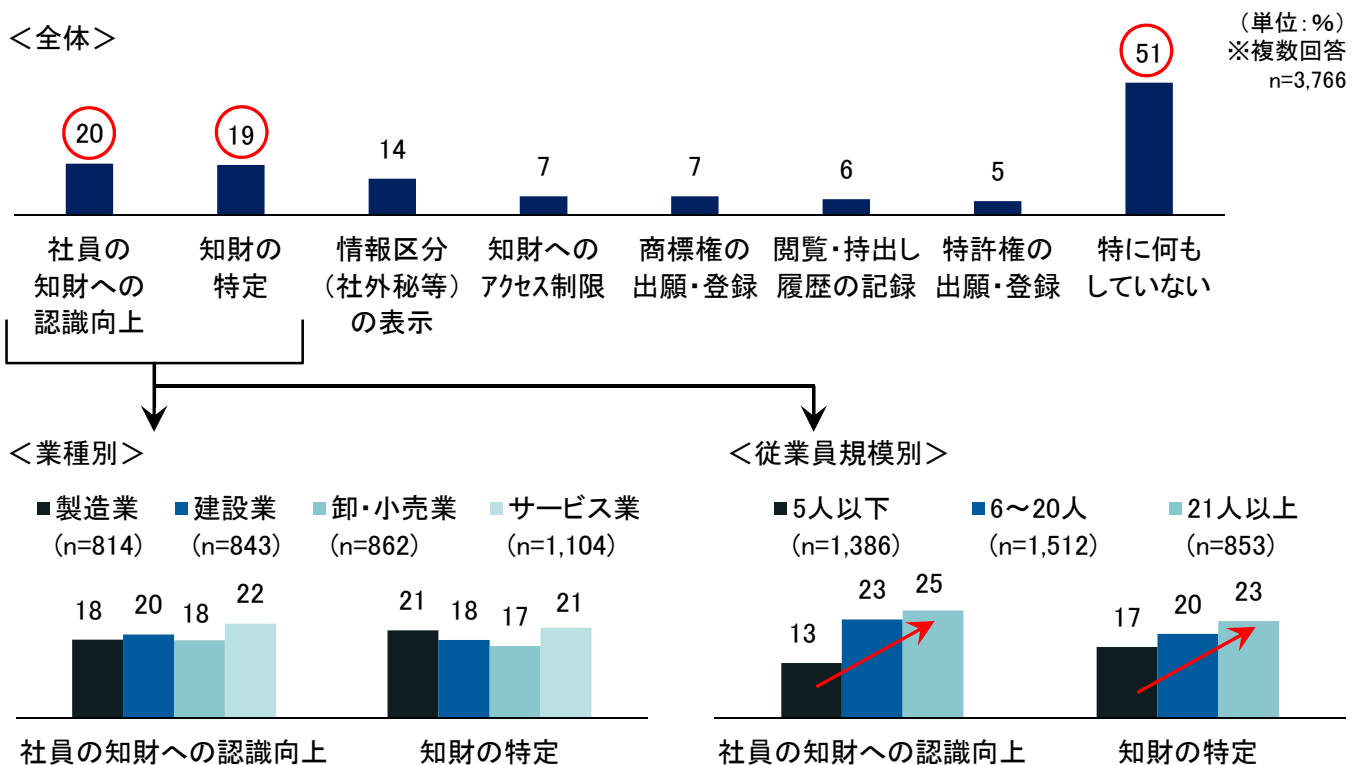 ＜全体＞
（単位：％）
※複数回答
n=3,766
20
19
14
7
7
6
5
51
社員の
知財への
認識向上
知財の
特定
情報区分
（社外秘等）
の表示
知財への
アクセス制限
商標権の
出願・登録
閲覧・持出し
履歴の記録
特許権の
出願・登録
特に何も
していない
＜業種別＞
製造業
（n=814）
建設業
（n=843）
卸・小売業
（n=862）
サービス業
（n=1,104）
18
20
18
22
21
18
17
21
社員の知財への認識向上
知財の特定
＜従業員規模別＞
5人以下
（n=1,386）
6～20人
（n=1,512）
21人以上
（n=853）
13
23
25
17
20
23
社員の知財への認識向上
知財の特定